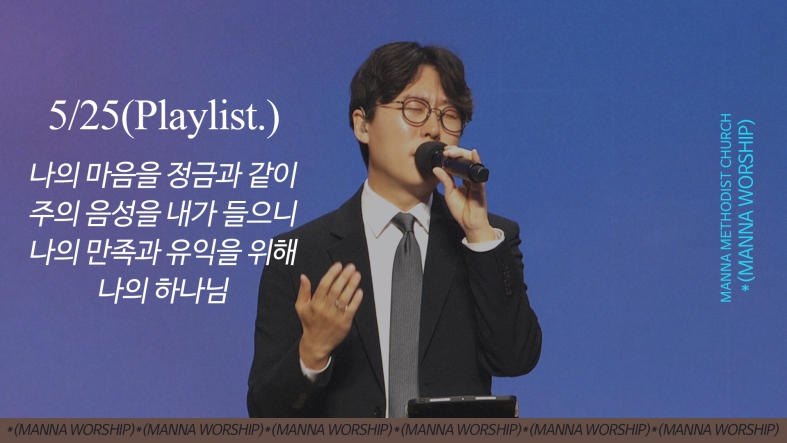 5/25(Playlist.)
나의 마음을 정금과 같이
주의 음성을 내가 들으니
나의 만족과 유익을 위해
나의 하나님
MANNA METHODIST CHURCH
*(MANNA WORSHIP)
*(MANNA WORSHIP)*(MANNA WORSHIP)*(MANNA WORSHIP)*(MANNA WORSHIP)*(MANNA WORSHIP)*(MANNA WORSHIP)